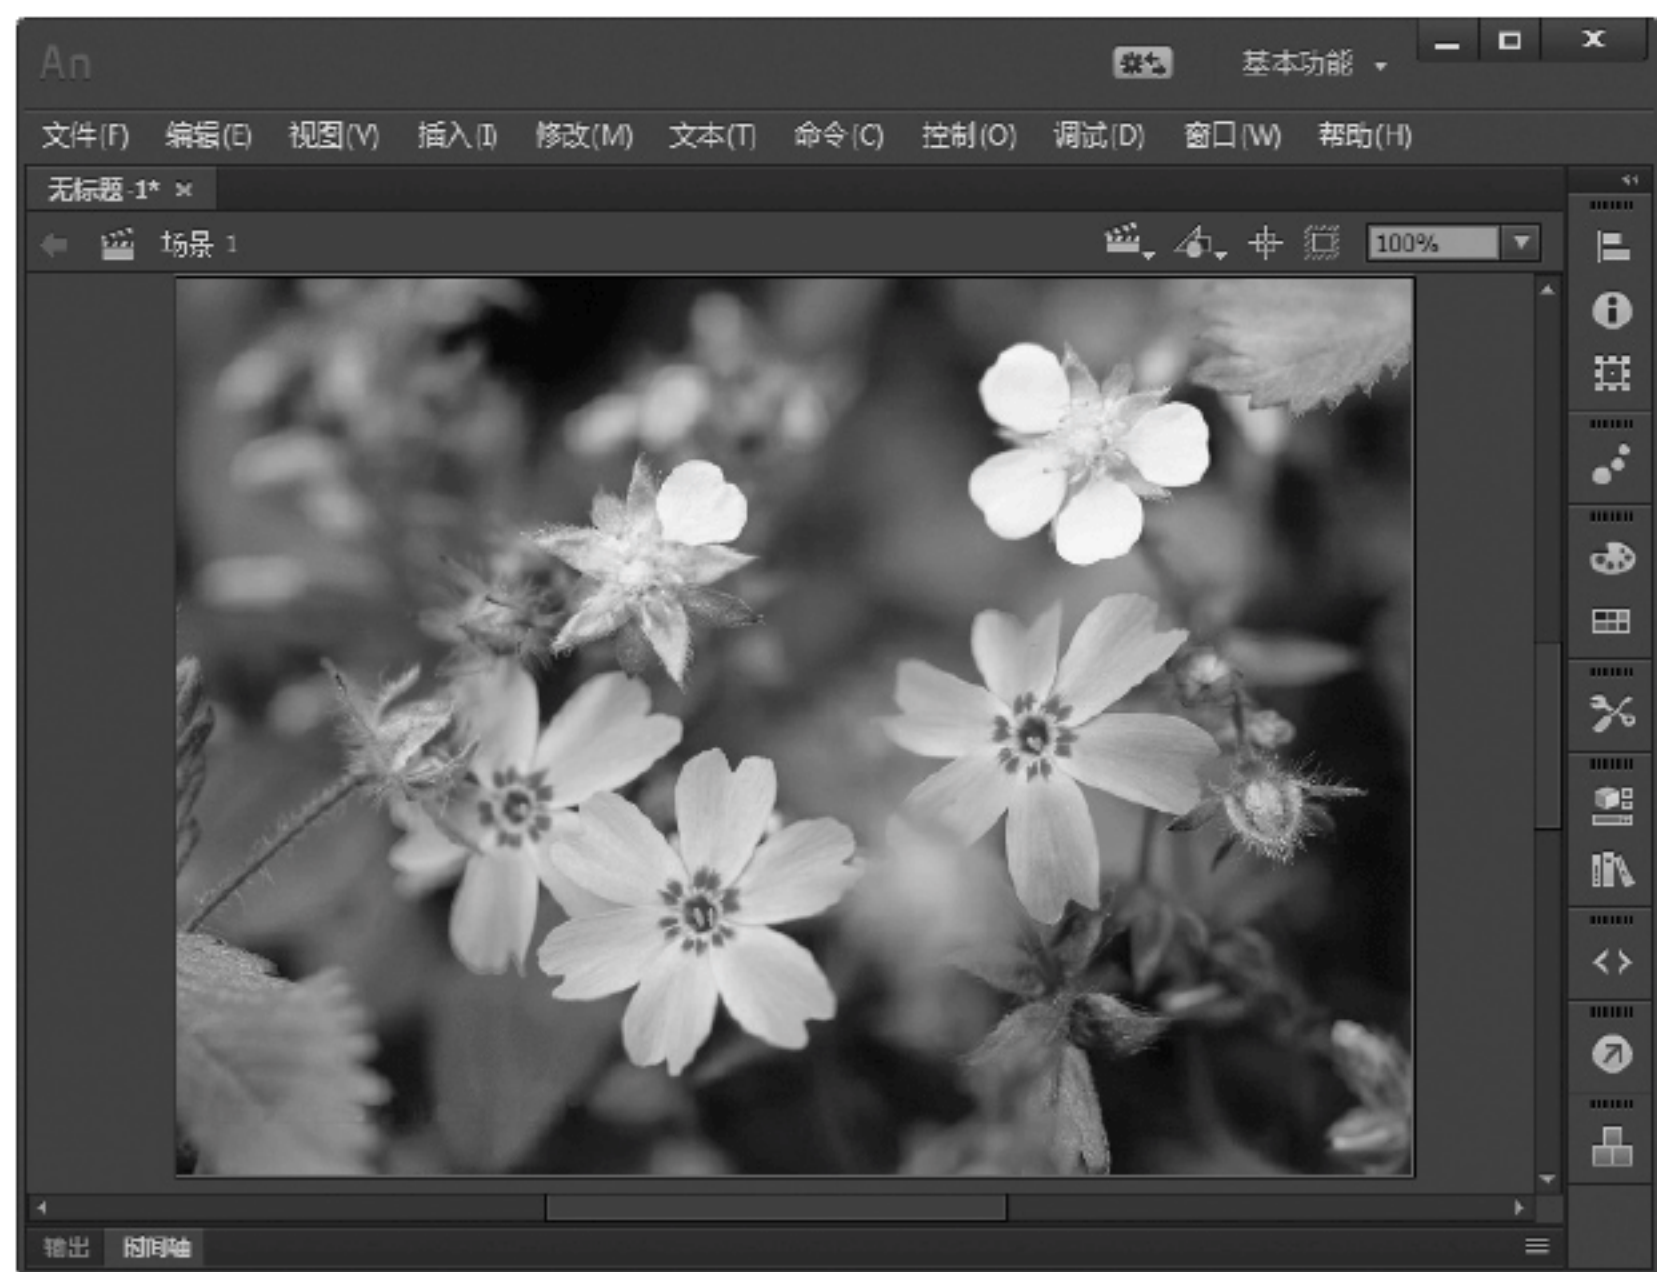 An
基本功能
文件(F) 编辑(E) 视图(V) 插入(I) 修改(M) 文本(T) 命令(C) 控制(O) 调试(D) 窗口(W) 帮助(H)
无标题-1*
场景 1
100%
输出 时间轴